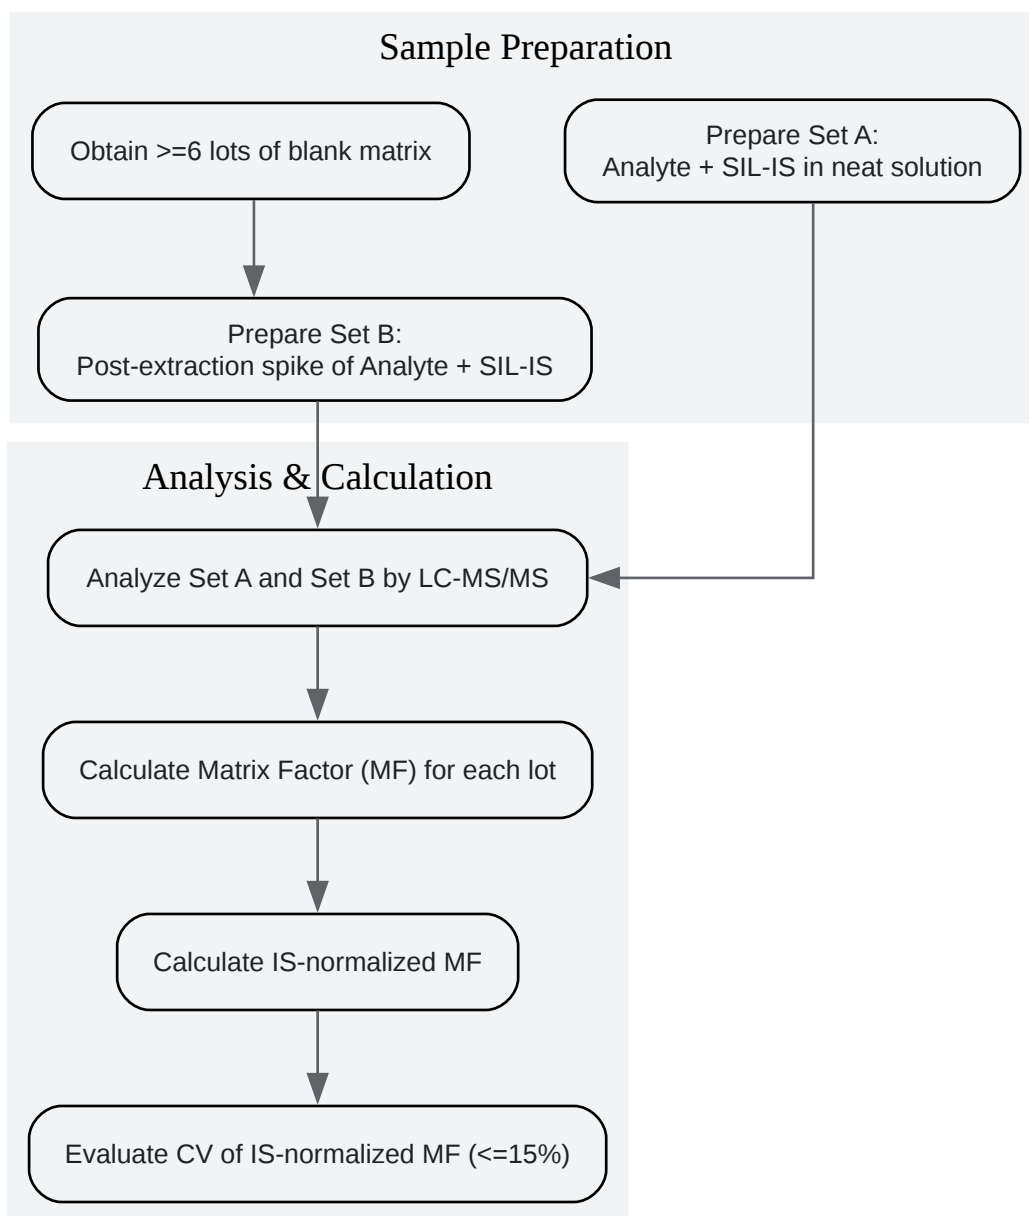 Sample Preparation
Obtain >=6 lots of blank matrix
Prepare Set A:
Analyte + SIL-IS in neat solution
Prepare Set B:
Post-extraction spike of Analyte + SIL-IS
Analysis & Calculation
Analyze Set A and Set B by LC-MS/MS
Calculate Matrix Factor (MF) for each lot
Calculate IS-normalized MF
Evaluate CV of IS-normalized MF (<=15%)